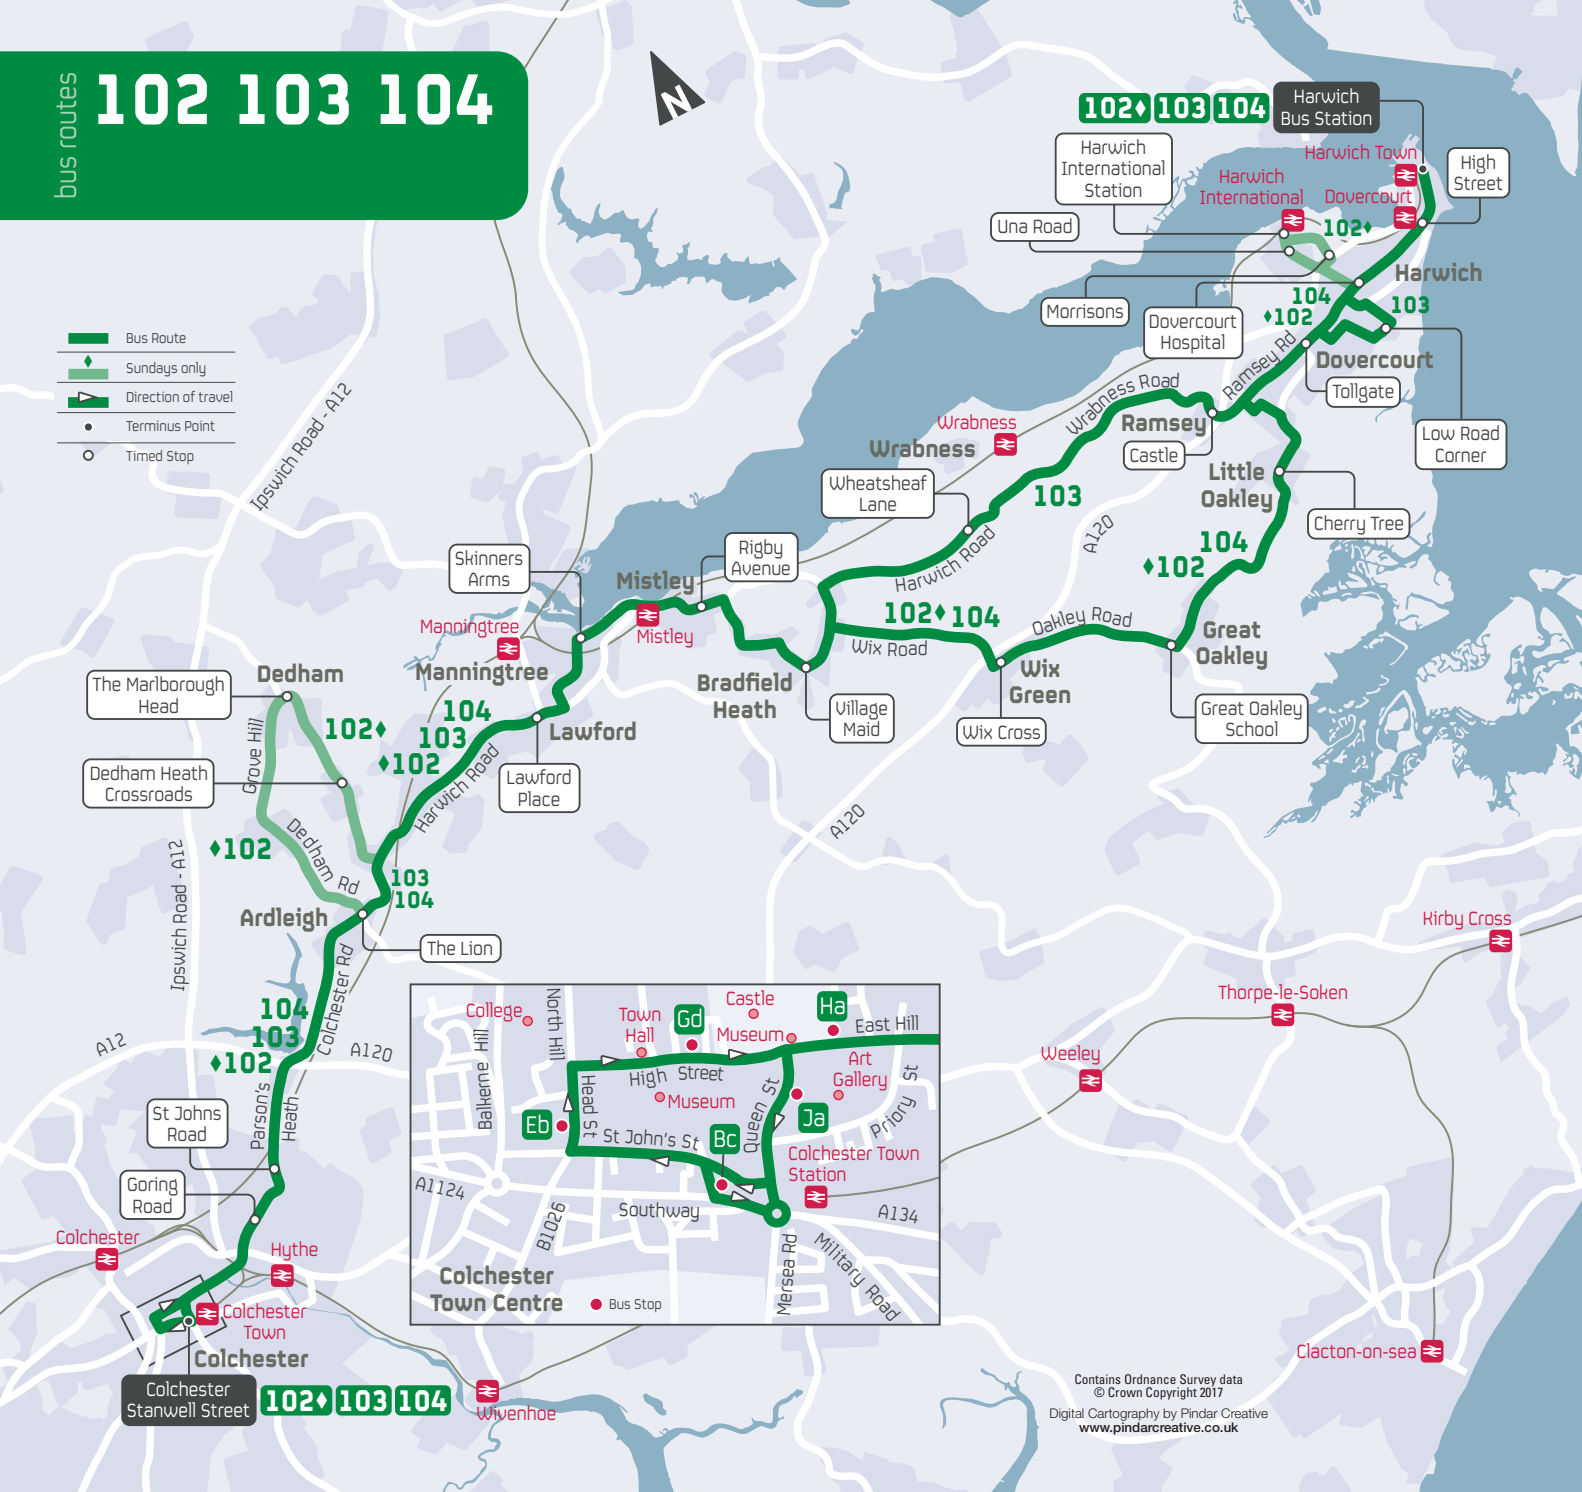 bus routes
102 103 104
N
Bus Route
Sundays only
Direction of travel
Terminus Point
Timed Stop
102♦ 103 104
Harwich
Bus Station
Harwich
International
Station
Harwich Town
High
Street
Harwich
International
Dovercourt
Una Road
102♦
Harwich
Morrisons
104
♦102
103
Dovercourt
Hospital
Dovercourt
Ramsey Rd
Tollgate
Low Road
Corner
Ipswich Road - A12
Wrabness Road
Wrabness
Wrabness
Ramsey
Castle
Little
Oakley
Wheatsheaf
Lane
103
Cherry Tree
A120
Harwich Road
104
♦102
Skinners
Arms
Rigby
Avenue
Mistley
Mistley
Manningtree
Manningtree
102♦ 104
Wix Road
Oakley Road
Great
Oakley
Wix
Green
Wix Cross
Great Oakley
School
Bradfield
Heath
Village
Maid
The Marlborough
Head
Dedham
Grove Hill
102♦
104
103
♦102
Lawford
Harwich Road
Lawford
Place
Dedham Heath
Crossroads
A120
♦102
Dedham Rd
Ipswich Road - A12
103
104
Ardleigh
The Lion
Colchester Rd
104
103
♦102
A12
A120
Kirby Cross
Thorpe-le-Soken
Weeley
Clacton-on-sea
St Johns
Road
Parson's
Heath
Goring
Road
Colchester
Hythe
Colchester
Town
Colchester
Colchester
Stanwell Street
102♦ 103 104
Wivenhoe
College
North Hill
Balkerne Hill
Town
Hall
Gd
Castle
Museum
Ha
East Hill
High Street
Museum
Art
Gallery
Head St
Eb
St John's St
Bc
Queen St
Ja
Priory St
Colchester Town
Station
A1124
B1026
Southway
A134
Mersea Rd
Military Road
Colchester
Town Centre
Bus Stop
Contains Ordnance Survey data
© Crown Copyright 2017
Digital Cartography by Pindar Creative
www.pindarcreative.co.uk